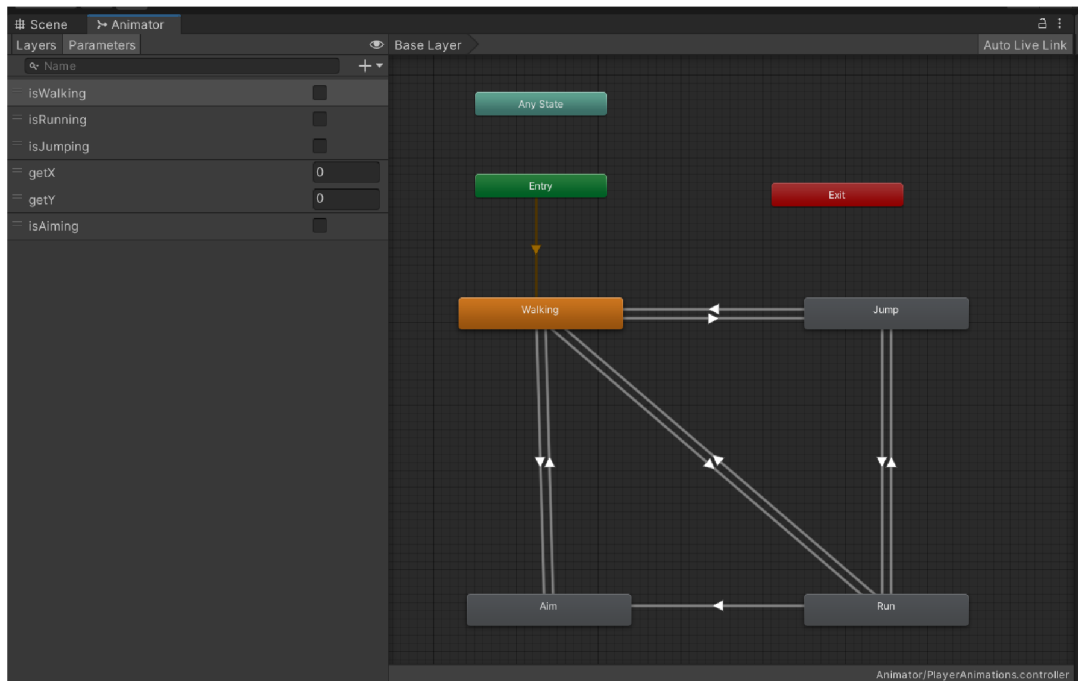 Scene Animator
Layers Parameters Base Layer Auto Live Link
Name
isWalking
isRunning
isJumping
getX 0
getY 0
isAiming
Any State
Entry
Exit
Walking
Jump
Aim
Run
Animator/PlayerAnimations.controller